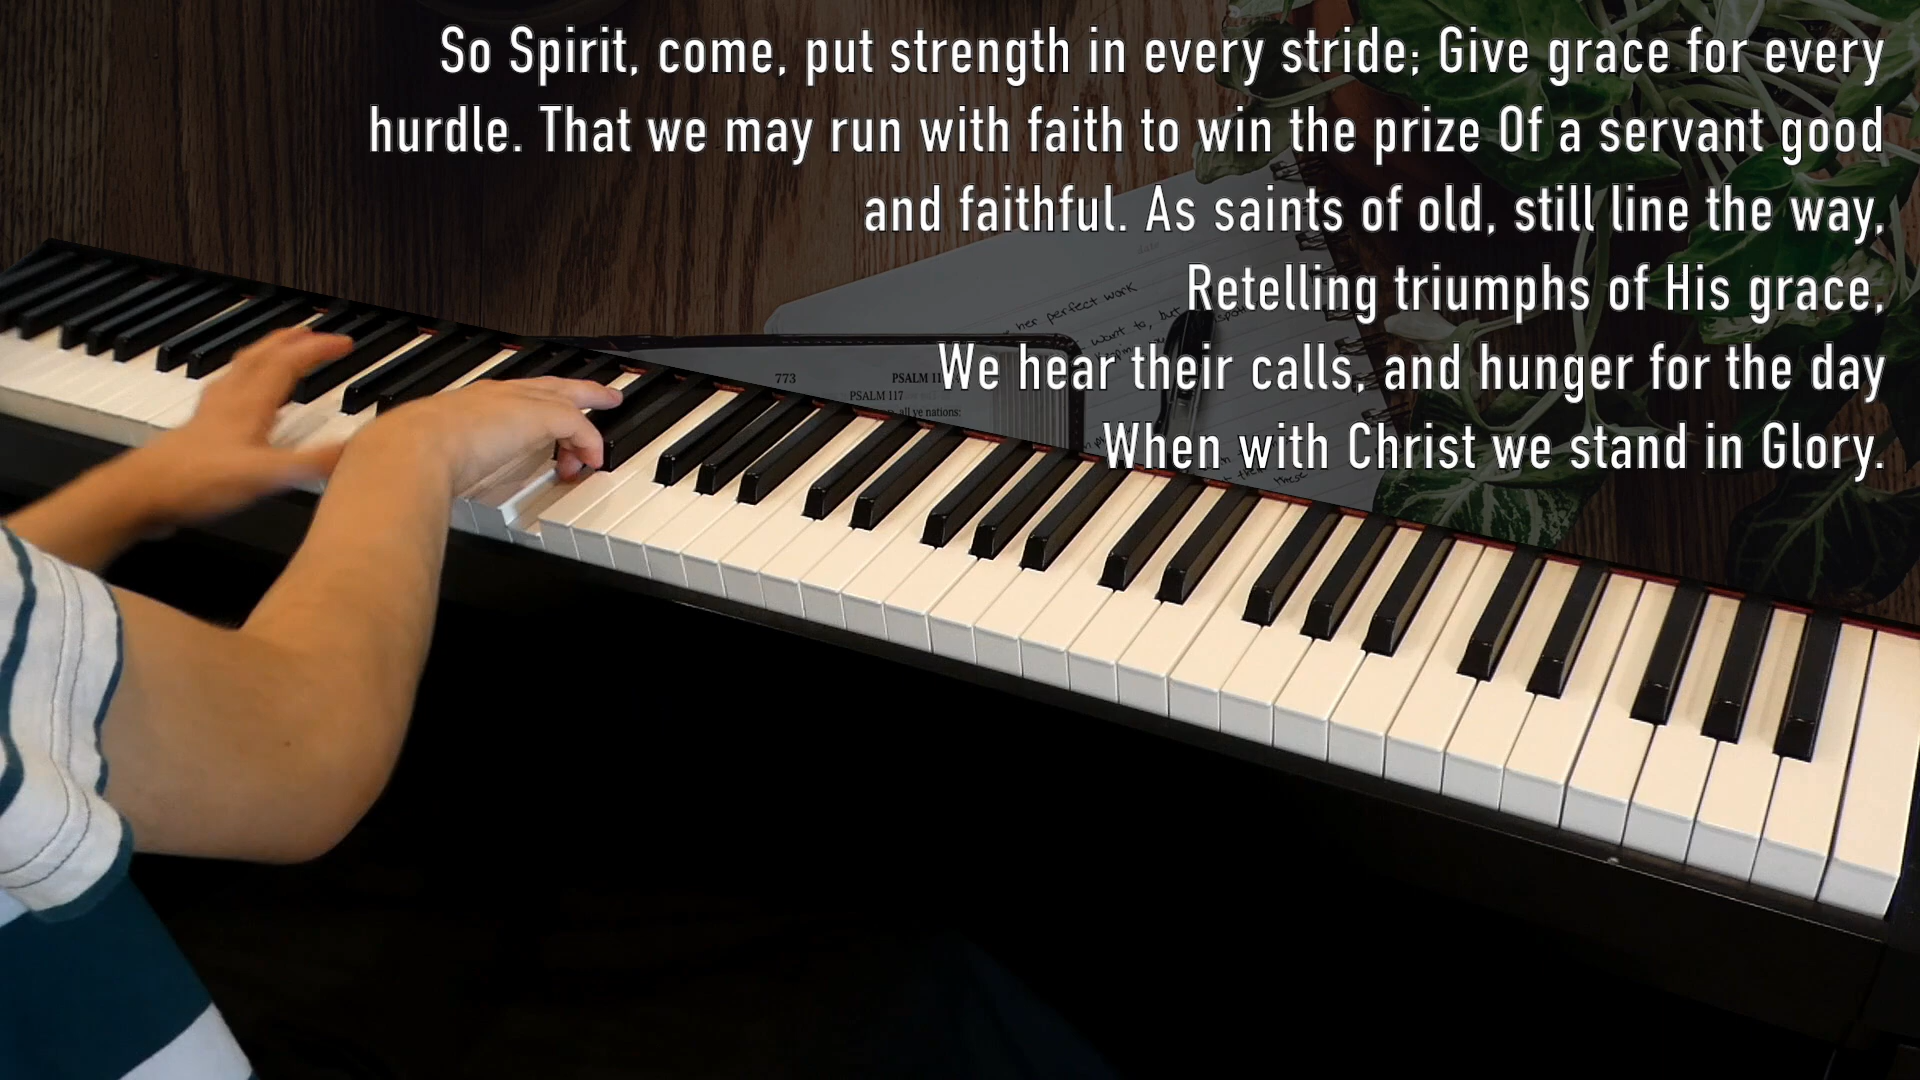 So Spirit, come, put strength in every stride; Give grace for every
hurdle. That we may run with faith to win the prize Of a servant good
and faithful. As saints of old, still line the way,
Retelling triumphs of His grace,
We hear their calls, and hunger for the day
When with Christ we stand in Glory.
date
her perfect work
want to, but
773
PSALM 117
all ye nations:
these